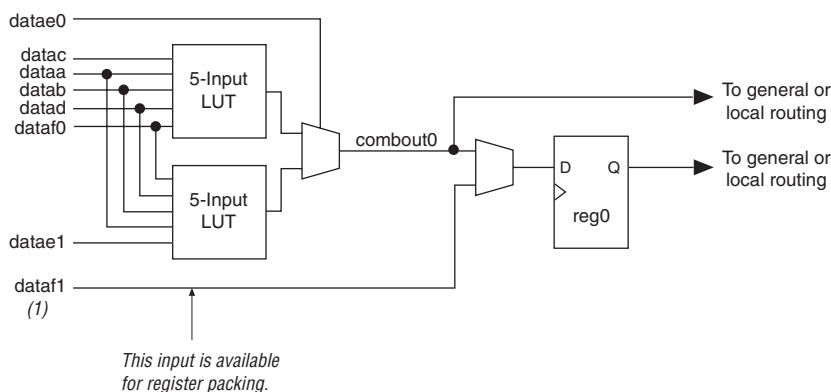 datae0
datac
dataa
datab
datad
dataf0
5-Input
LUT
5-Input
LUT
combout0
datae1
dataf1
(1)
This input is available
for register packing.
D
Q
reg0
To general or
local routing
To general or
local routing